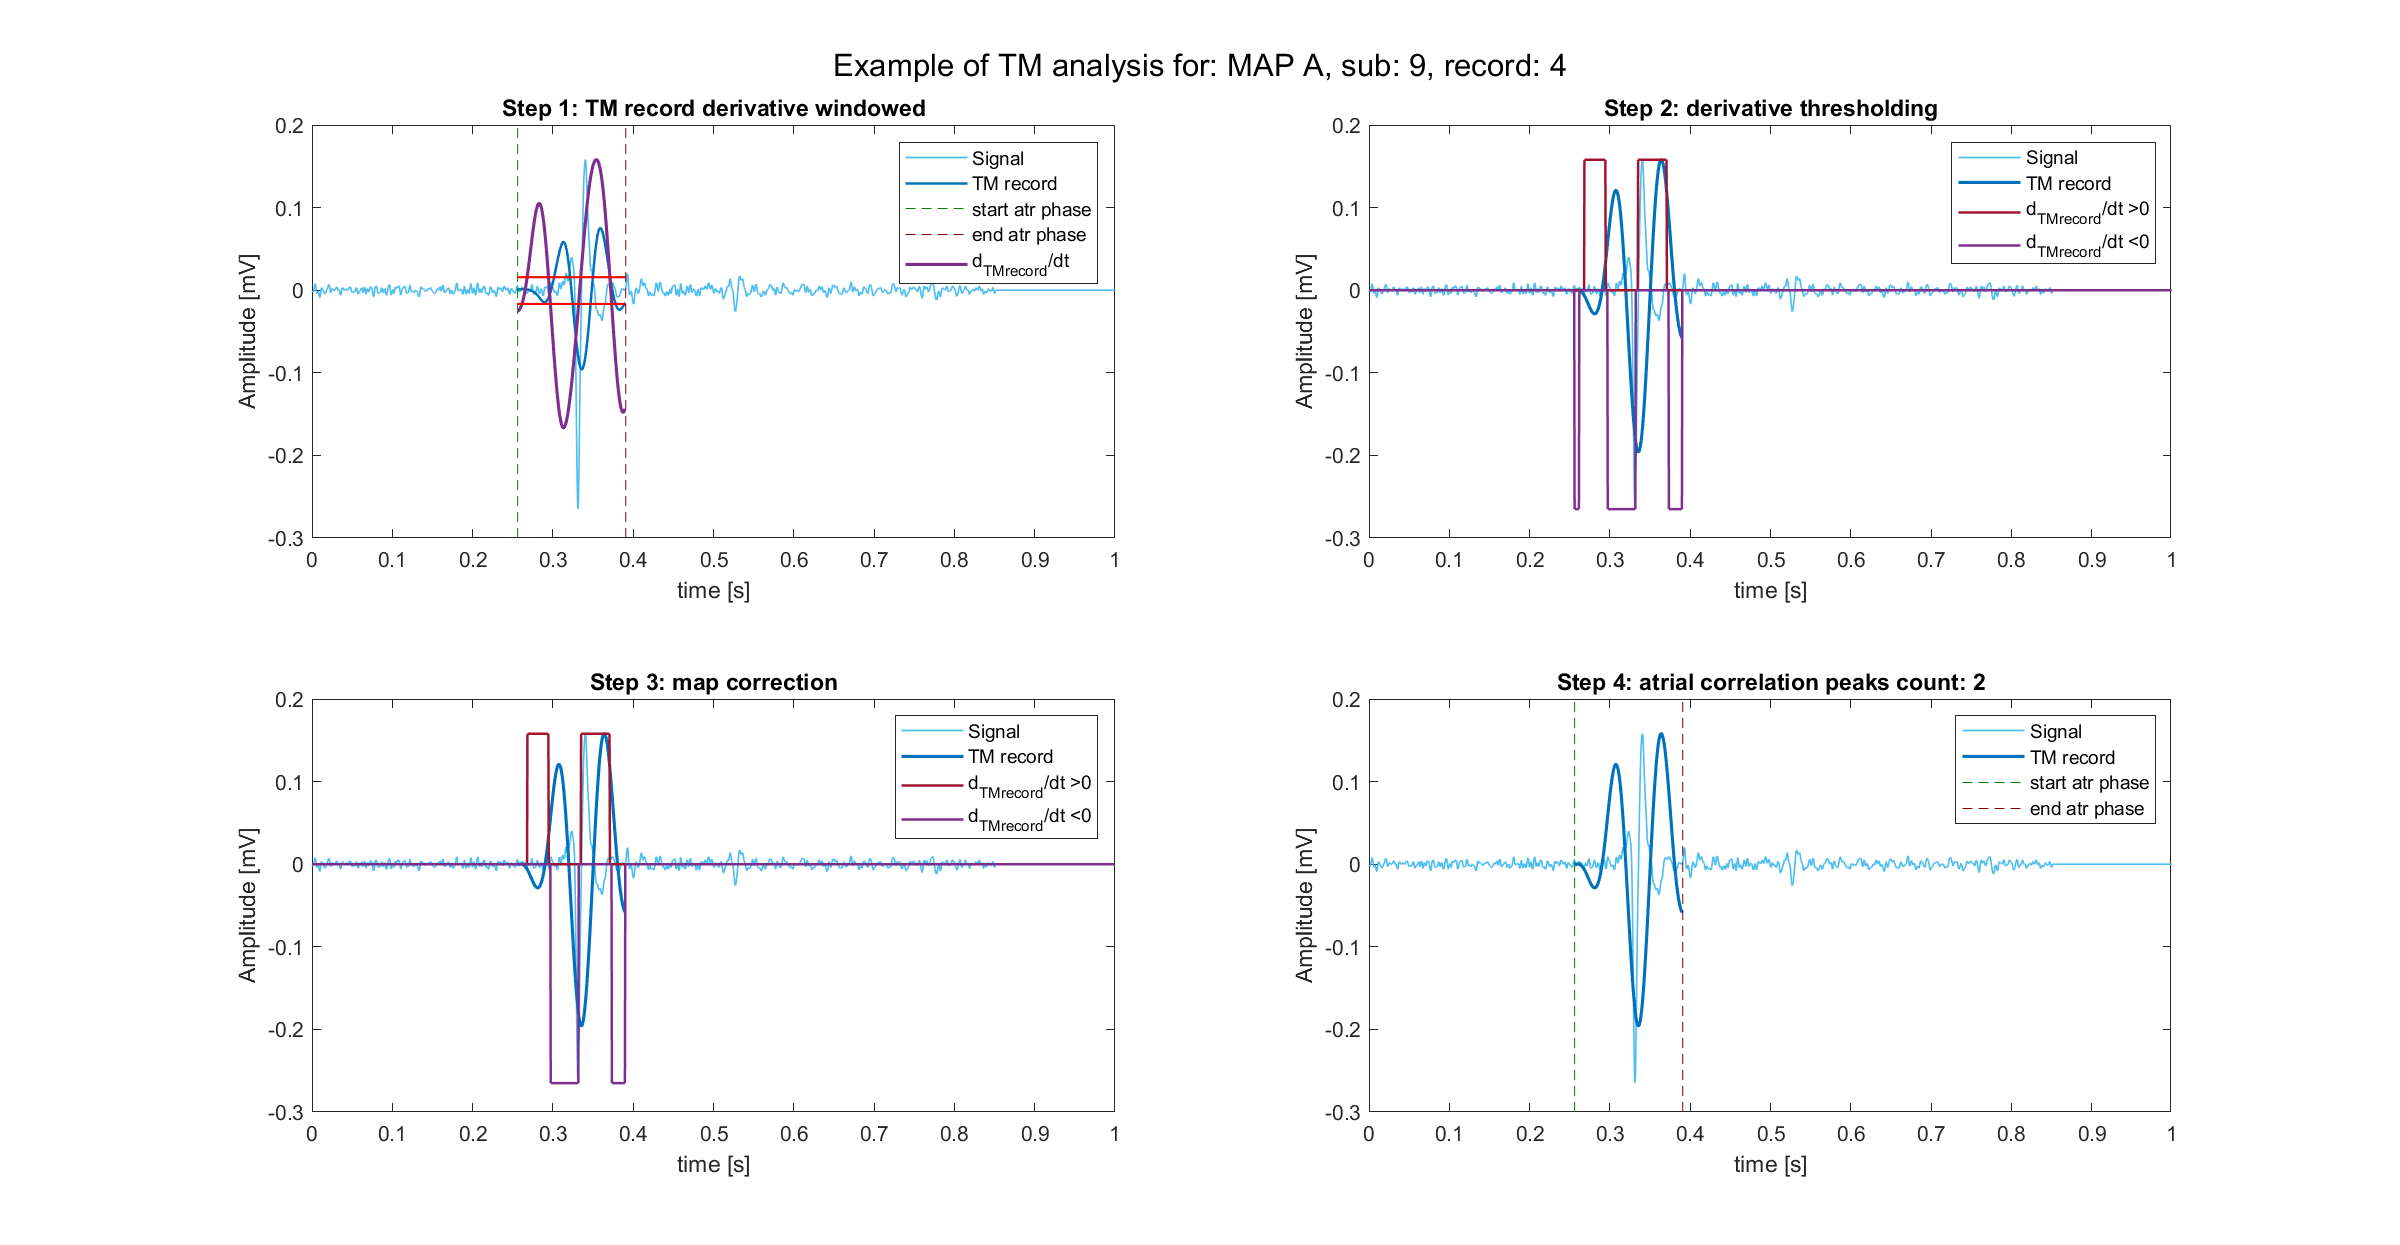 Example of TM analysis for: MAP A, sub: 9, record: 4
Step 1: TM record derivative windowed
0.2
0.1
0
-0.1
-0.2
-0.3
Amplitude [mV]
0 0.1 0.2 0.3 0.4 0.5 0.6 0.7 0.8 0.9 1
time [s]
Signal
TM record
start atr phase
end atr phase
dTMrecord/dt
Step 2: derivative thresholding
0.2
0.1
0
-0.1
-0.2
-0.3
Amplitude [mV]
0 0.1 0.2 0.3 0.4 0.5 0.6 0.7 0.8 0.9 1
time [s]
Signal
TM record
dTMrecord/dt >0
dTMrecord/dt <0
Step 3: map correction
0.2
0.1
0
-0.1
-0.2
-0.3
Amplitude [mV]
0 0.1 0.2 0.3 0.4 0.5 0.6 0.7 0.8 0.9 1
time [s]
Signal
TM record
dTMrecord/dt >0
dTMrecord/dt <0
Step 4: atrial correlation peaks count: 2
0.2
0.1
0
-0.1
-0.2
-0.3
Amplitude [mV]
0 0.1 0.2 0.3 0.4 0.5 0.6 0.7 0.8 0.9 1
time [s]
Signal
TM record
start atr phase
end atr phase